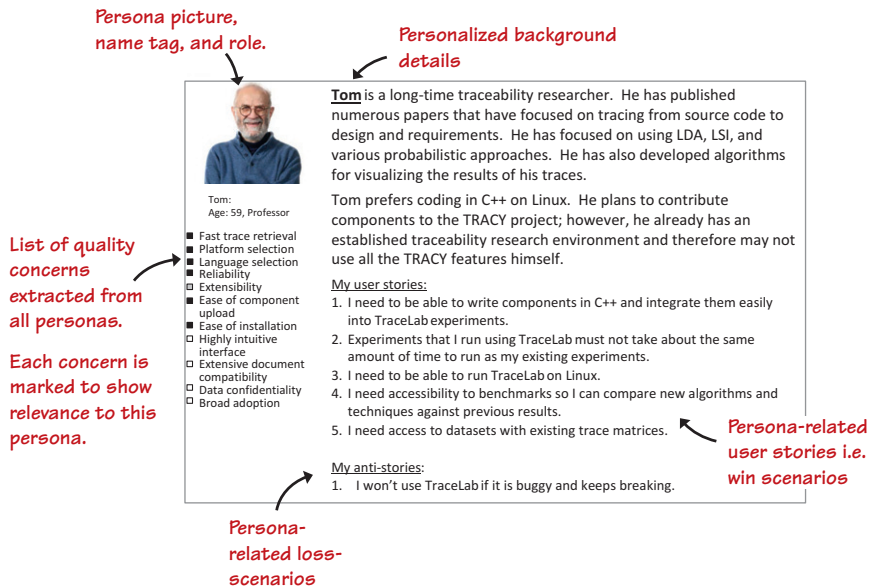 Persona picture,
name tag, and role.
Personalized background
details
Tom is a long-time traceability researcher. He has published
numerous papers that have focused on tracing from source code to
design and requirements. He has focused on using LDA, LSI, and
various probabilistic approaches. He has also developed algorithms
for visualizing the results of his traces.
Tom prefers coding in C++ on Linux. He plans to contribute
components to the TRACY project; however, he already has an
established traceability research environment and therefore may not
use all the TRACY features himself.
Tom:
Age: 59, Professor
Fast trace retrieval
Platform selection
Language selection
Reliability
Extensibility
Ease of component
upload
Ease of installation
Highly intuitive
interface
Extensive document
compatibility
Data confidentiality
Broad adoption
List of quality
concerns
extracted from
all personas.
Each concern is
marked to show
relevance to this
persona.
My user stories:
1. I need to be able to write components in C++ and integrate them easily
into TraceLab experiments.
2. Experiments that I run using TraceLab must not take about the same
amount of time to run as my existing experiments.
3. I need to be able to run TraceLab on Linux.
4. I need accessibility to benchmarks so I can compare new algorithms and
techniques against previous results.
5. I need access to datasets with existing trace matrices.
Persona-related
user stories i.e.
win scenarios
My anti-stories:
1. I won't use TraceLab if it is buggy and keeps breaking.
Persona-
related loss-
scenarios